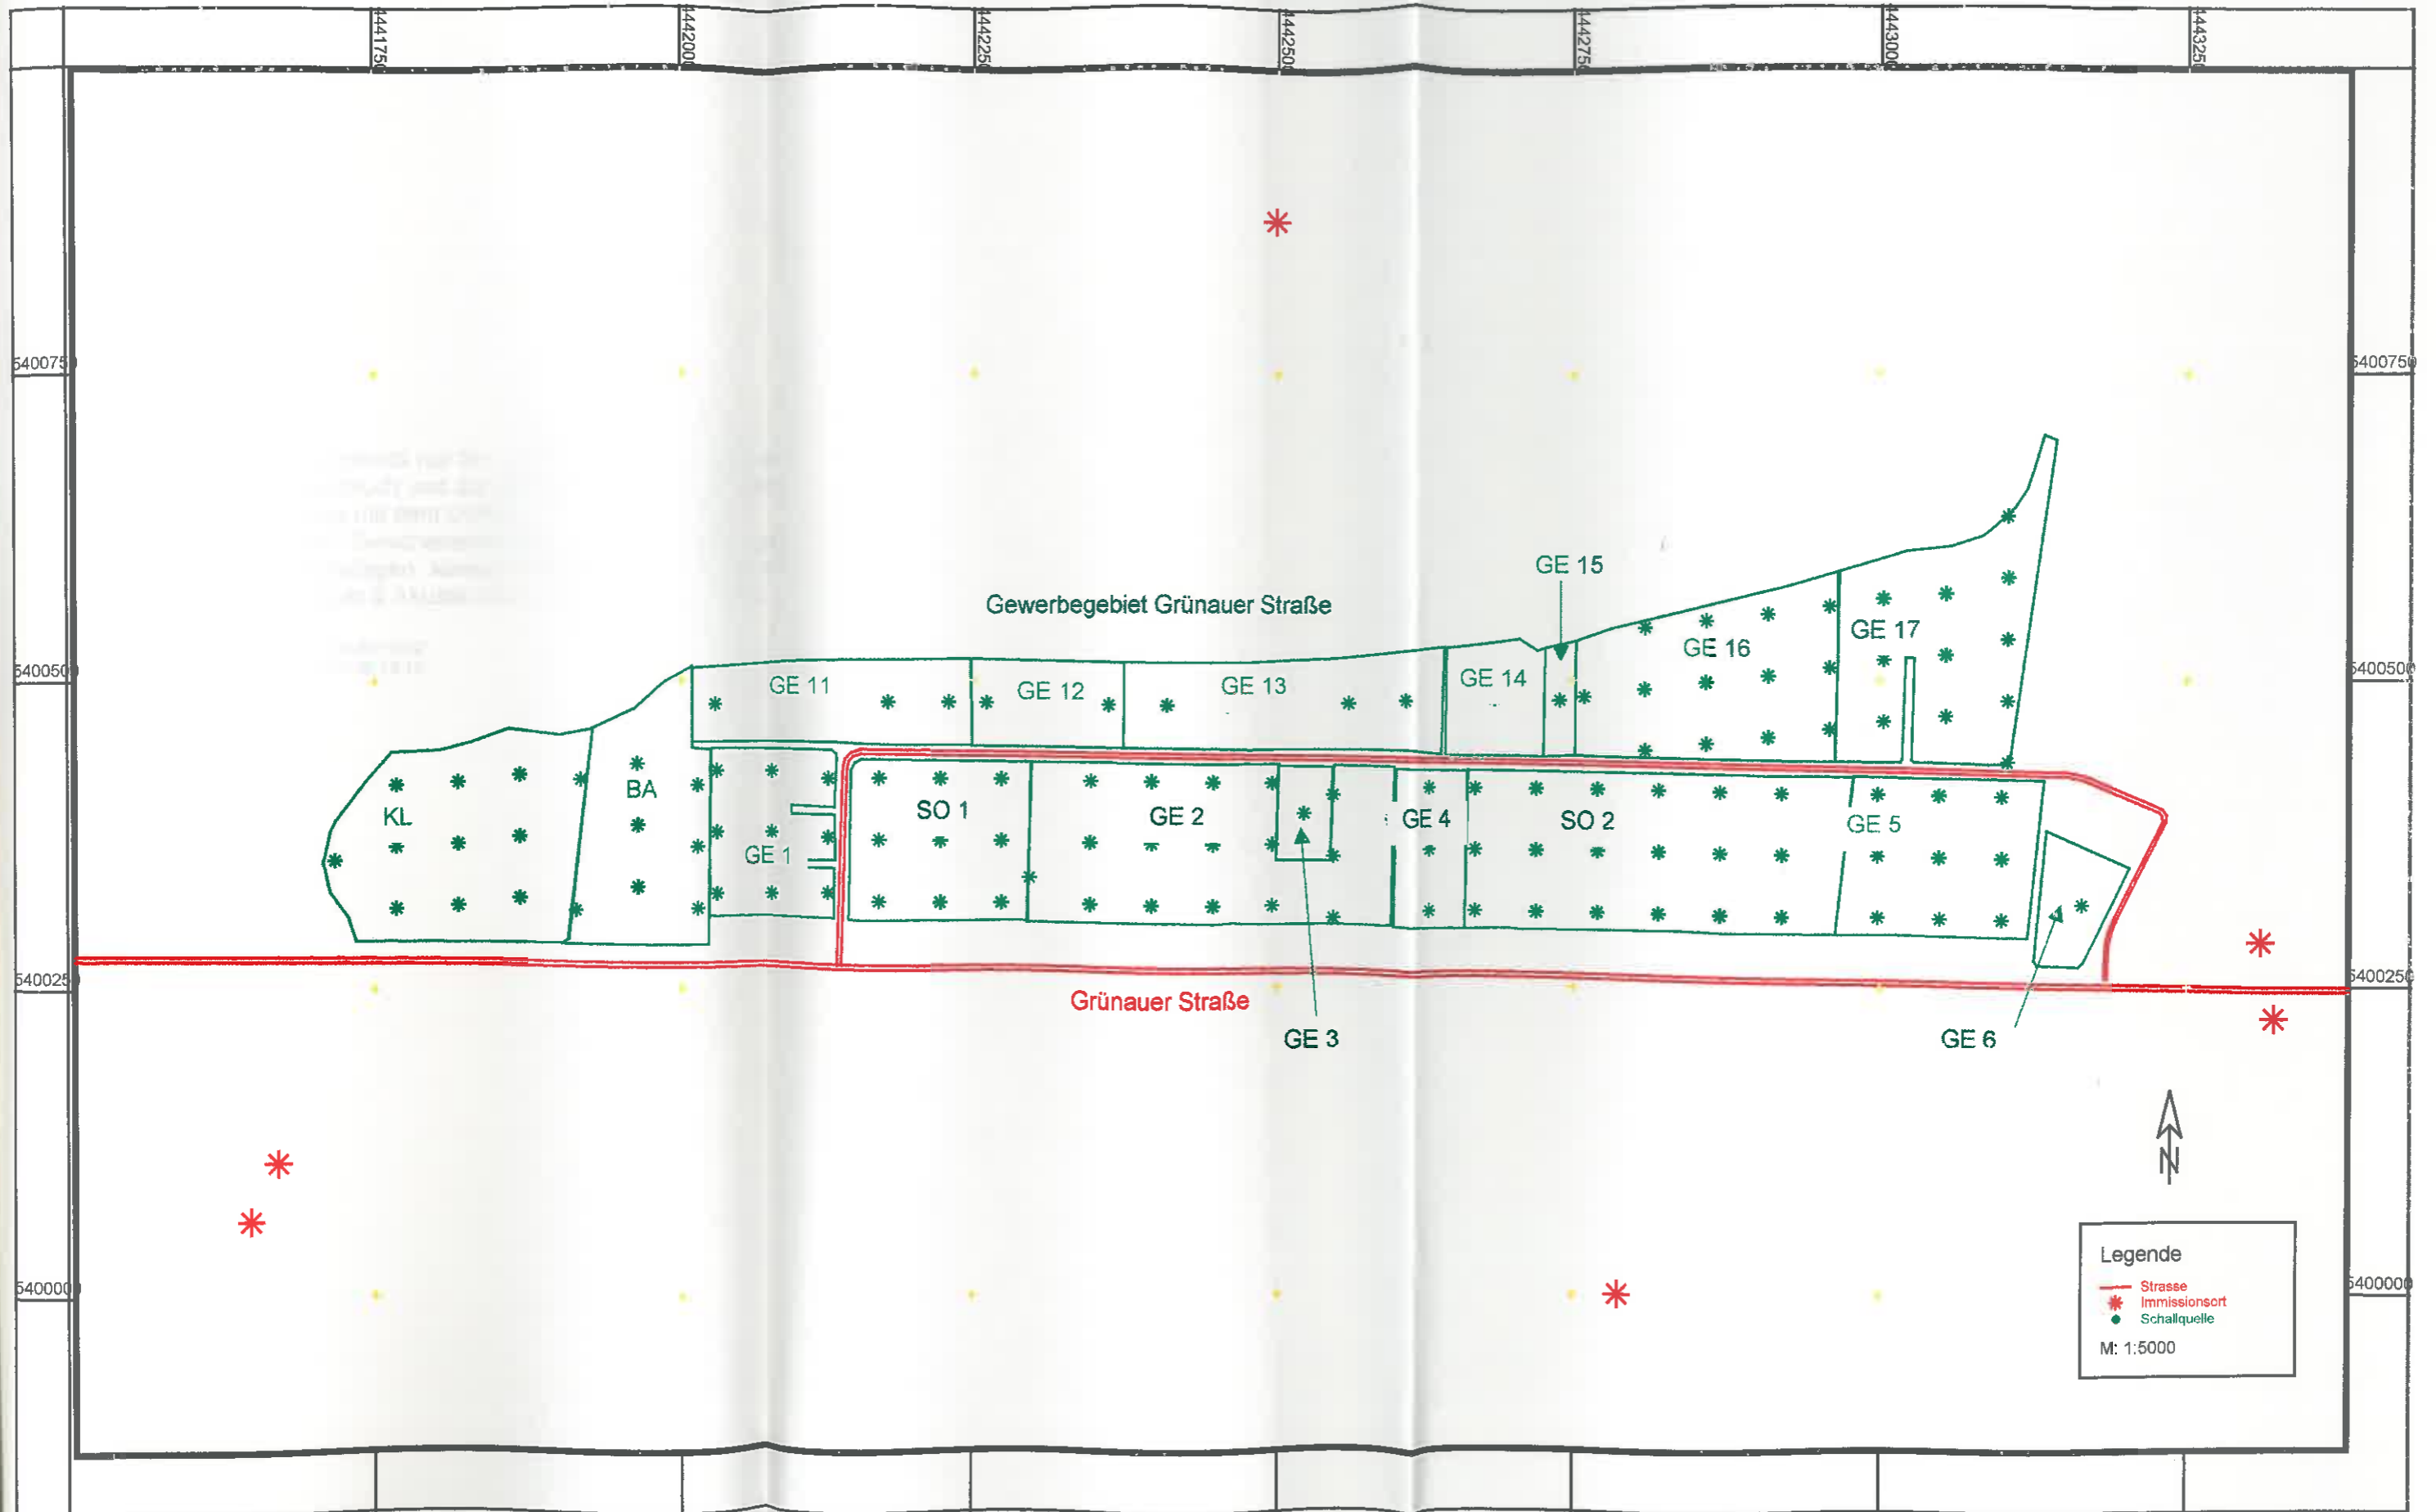 4441750
4442000
4442250
4442500
4442750
4443000
4443250
5400750
5400750
GE 15
Gewerbegebiet Grünauer Straße
GE 17
GE 16
5400500
5400500
GE 11
GE 12
GE 13
GE 14
BA
KL
SO 1
GE 2
GE 4
SO 2
GE 5
GE 1
5400250
5400250
Grünauer Straße
GE 3
GE 6
N
Legende
Strasse
Immissionsort
Schallquelle
M: 1:5000
5400000
5400000